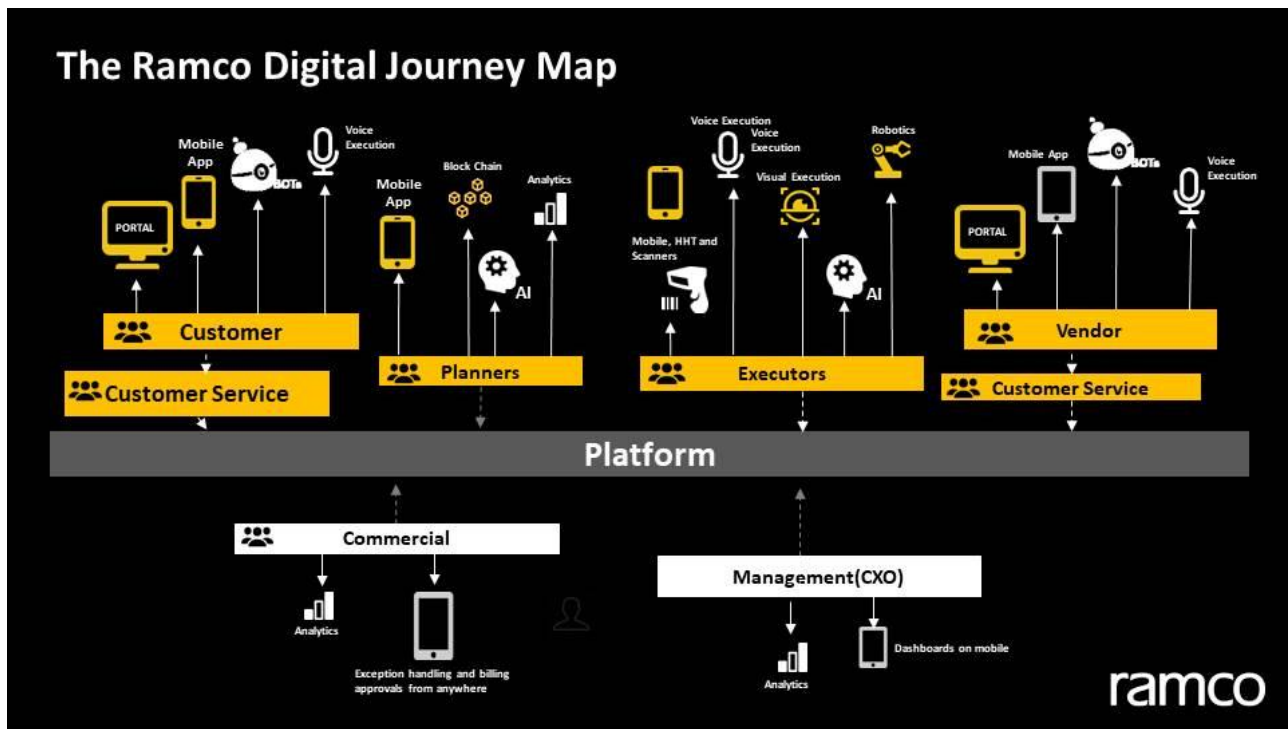 The Ramco Digital Journey Map
Mobile
App
BOTs
Voice
Execution
PORTAL
Customer
Customer Service
Mobile
App
Block Chain
AI
Analytics
Planners
Voice Execution
Voice
Execution
Visual Execution
Robotics
Mobile, HHT and
Scanners
AI
Executors
Mobile App
BOTs
Voice
Execution
PORTAL
Vendor
Customer Service
Platform
Commercial
Analytics
Exception handling and billing
approvals from anywhere
Management(CXO)
Analytics
Dashboards on mobile
ramco